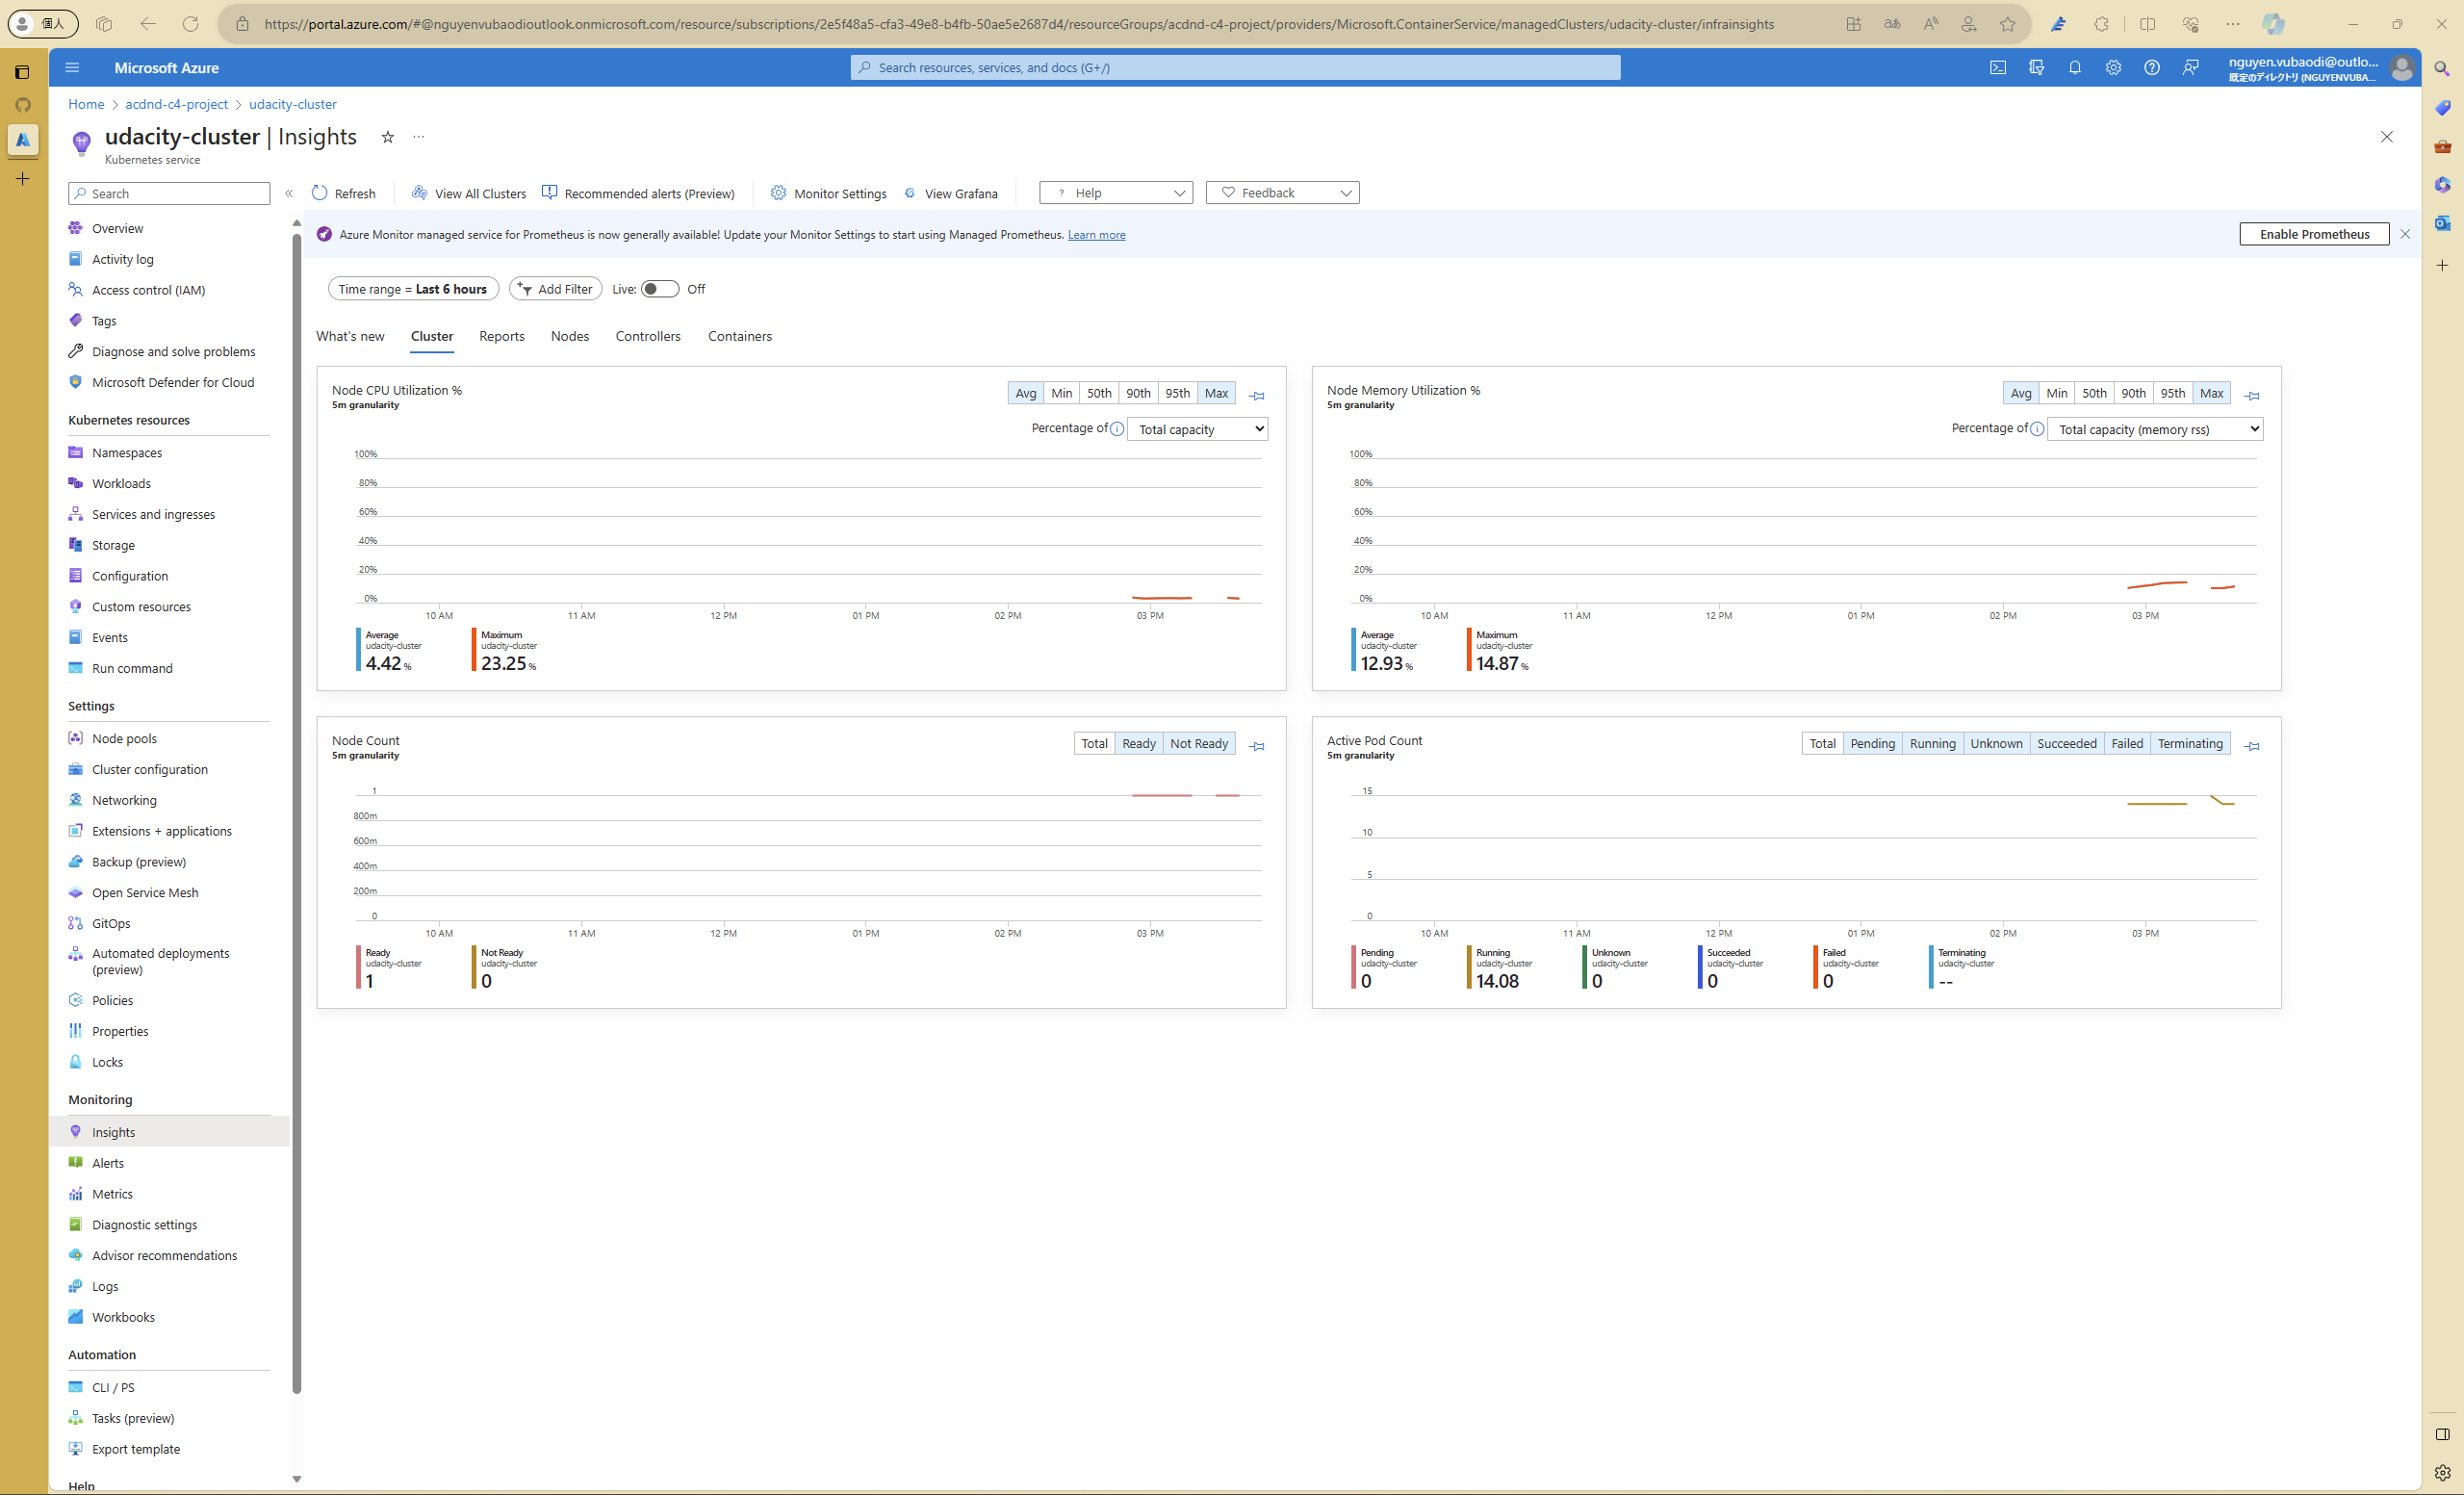 個人
https://portal.azure.com/#@nguyenvubaodioutlook.onmicrosoft.com/resource/subscriptions/2e5f48a5-cfa3-49e8-b4fb-50ae5e2687d4/resourceGroups/acdnd-c4-project/providers/Microsoft.ContainerService/managedClusters/udacity-cluster/infrainsights
Microsoft Azure
Search resources, services, and docs (G+/)
nguyen.vubaodi@outlo...
既定のディレクトリ (NGUYENVUBA...
Home > acdnd-c4-project > udacity-cluster
udacity-cluster | Insights
Kubernetes service
Search
Refresh
View All Clusters
Recommended alerts (Preview)
Monitor Settings
View Grafana
? Help
Feedback
Azure Monitor managed service for Prometheus is now generally available! Update your Monitor Settings to start using Managed Prometheus. Learn more
Enable Prometheus
Overview
Activity log
Access control (IAM)
Tags
Diagnose and solve problems
Microsoft Defender for Cloud
Kubernetes resources
Namespaces
Workloads
Services and ingresses
Storage
Configuration
Custom resources
Events
Run command
Settings
Node pools
Cluster configuration
Networking
Extensions + applications
Backup (preview)
Open Service Mesh
GitOps
Automated deployments
(preview)
Policies
Properties
Locks
Monitoring
Insights
Alerts
Metrics
Diagnostic settings
Advisor recommendations
Logs
Workbooks
Automation
CLI / PS
Tasks (preview)
Export template
Help
Time range = Last 6 hours
Add Filter
Live: Off
What's new
Cluster
Reports
Nodes
Controllers
Containers
Node CPU Utilization %
5m granularity
Avg Min 50th 90th 95th Max
Percentage of Total capacity
100%
80%
60%
40%
20%
0%
10 AM 11 AM 12 PM 01 PM 02 PM 03 PM
Average
udacity-cluster
4.42 %
Maximum
udacity-cluster
23.25 %
Node Memory Utilization %
5m granularity
Avg Min 50th 90th 95th Max
Percentage of Total capacity (memory rss)
100%
80%
60%
40%
20%
0%
10 AM 11 AM 12 PM 01 PM 02 PM 03 PM
Average
udacity-cluster
12.93 %
Maximum
udacity-cluster
14.87 %
Node Count
5m granularity
Total Ready Not Ready
1
800m
600m
400m
200m
0
10 AM 11 AM 12 PM 01 PM 02 PM 03 PM
Ready
udacity-cluster
1
Not Ready
udacity-cluster
0
Active Pod Count
5m granularity
Total Pending Running Unknown Succeeded Failed Terminating
15
10
5
0
10 AM 11 AM 12 PM 01 PM 02 PM 03 PM
Pending
udacity-cluster
0
Running
udacity-cluster
14.08
Unknown
udacity-cluster
0
Succeeded
udacity-cluster
0
Failed
udacity-cluster
0
Terminating
udacity-cluster
--